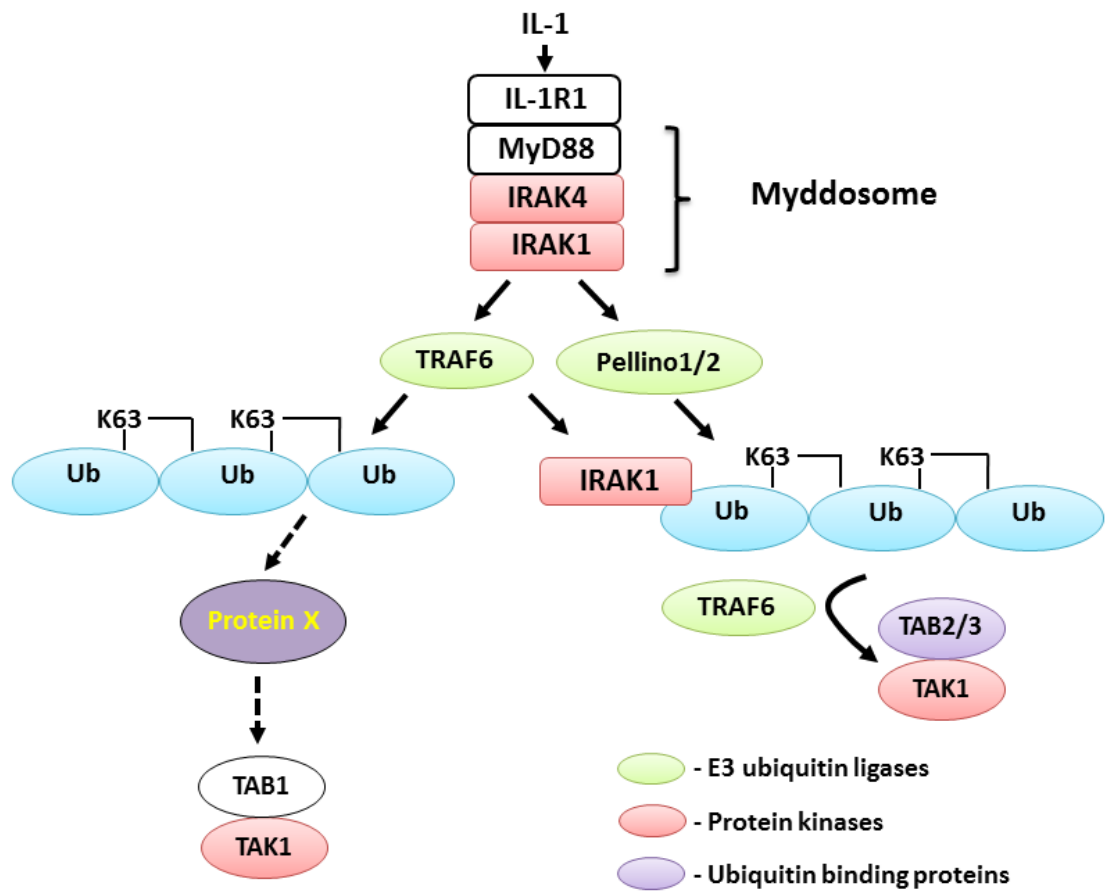 IL-1
IL-1R1
MyD88
IRAK4
IRAK1
Myddosome
TRAF6
Pellino1/2
K63
K63
Ub
Ub
Ub
IRAK1
K63
K63
Ub
Ub
Ub
Protein X
TRAF6
TAB2/3
TAK1
TAB1
TAK1
- E3 ubiquitin ligases
- Protein kinases
- Ubiquitin binding proteins